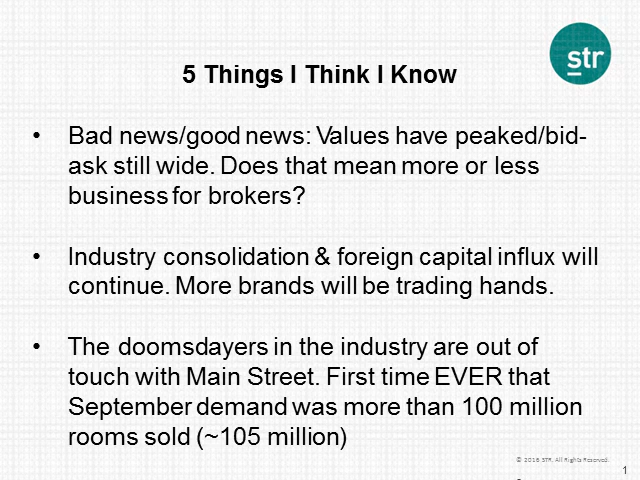 str
5 Things I Think I Know
• Bad news/good news: Values have peaked/bid-
ask still wide. Does that mean more or less
business for brokers?
• Industry consolidation & foreign capital influx will
continue. More brands will be trading hands.
• The doomsdayers in the industry are out of
touch with Main Street. First time EVER that
September demand was more than 100 million
rooms sold (~105 million)
© 2016 STR. All Rights Reserved.
1